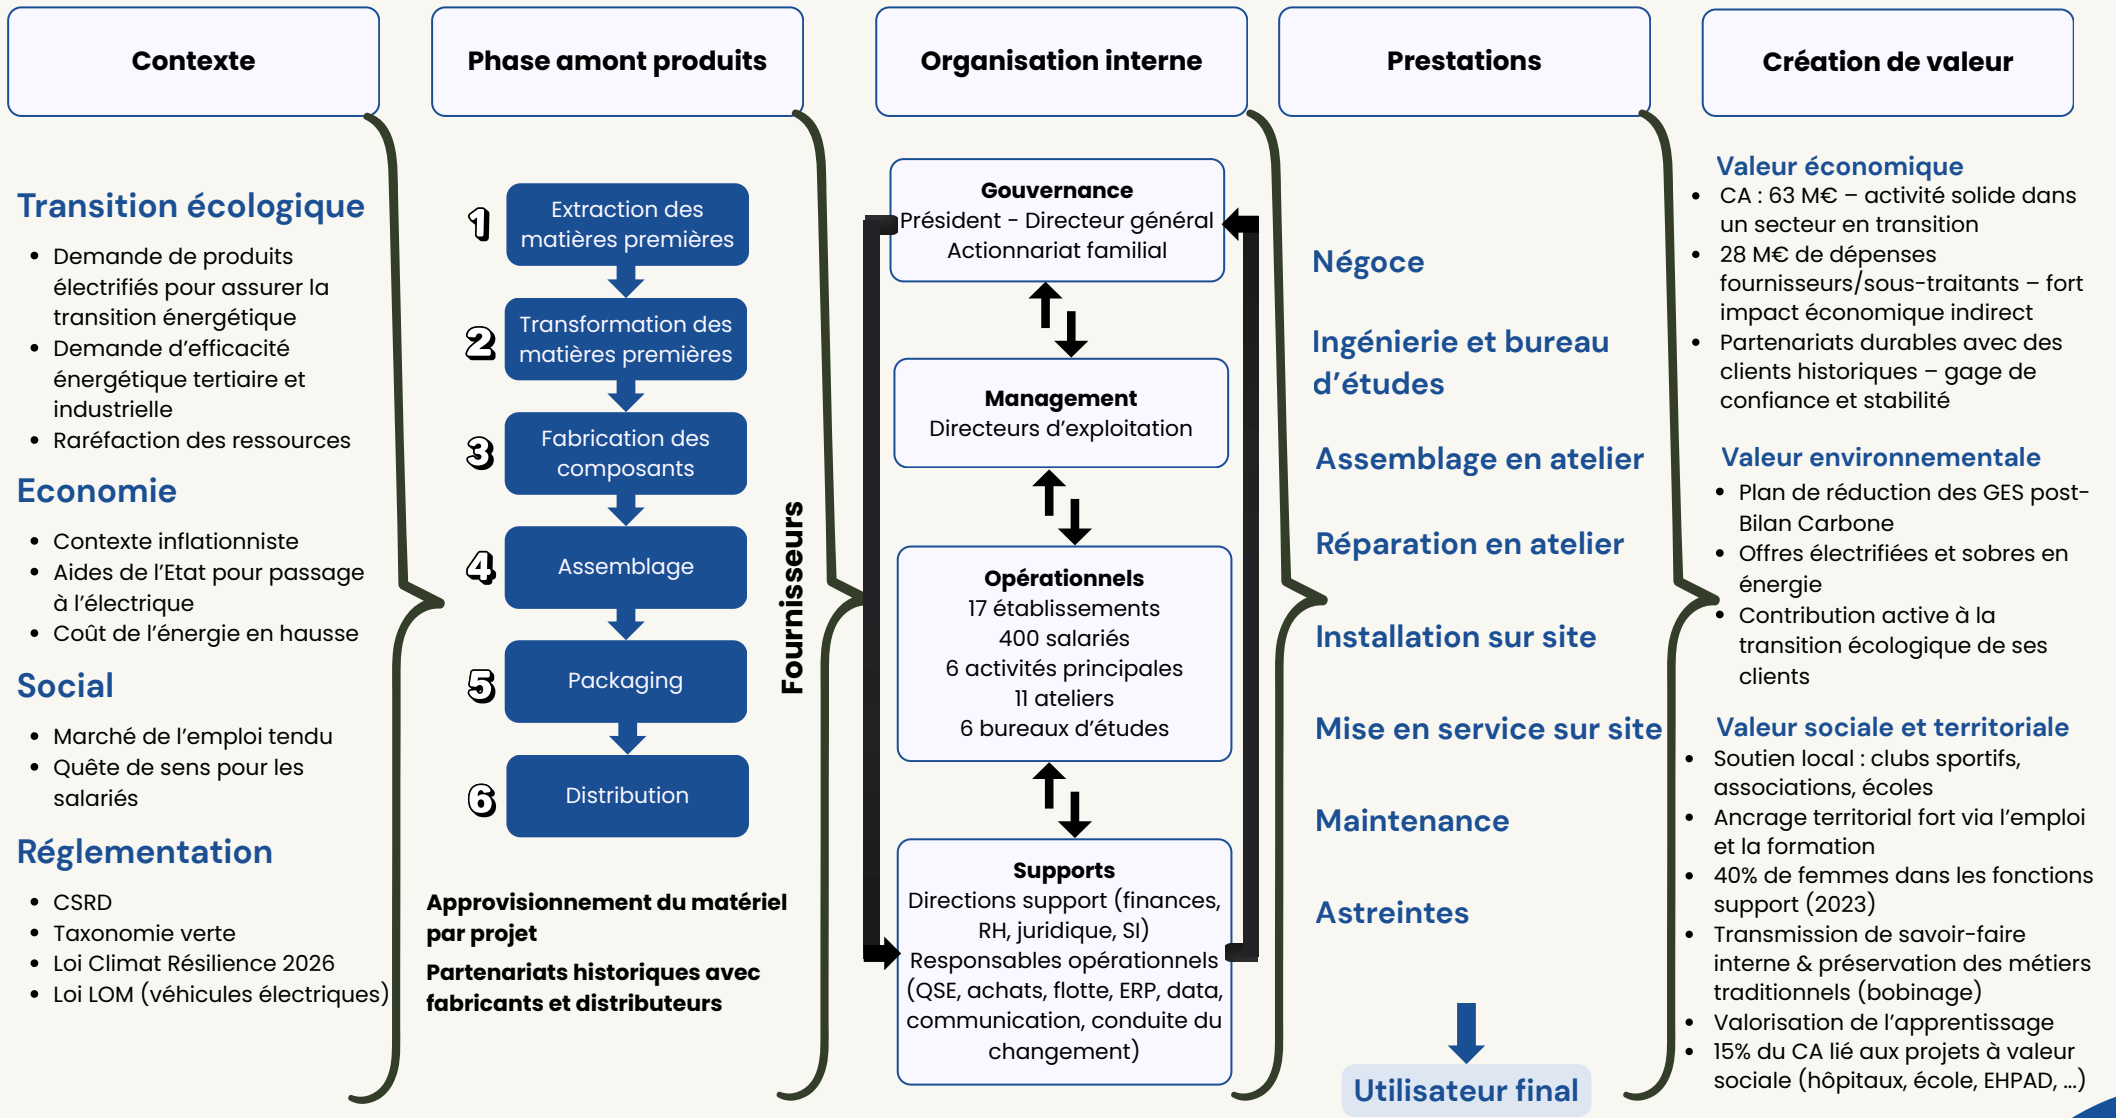 Contexte
Transition écologique
• Demande de produits
électrifiés pour assurer la
transition énergétique
• Demande d'efficacité
énergétique tertiaire et
industrielle
• Raréfaction des ressources
Economie
• Contexte inflationniste
• Aides de l'Etat pour passage
à l'électrique
• Coût de l'énergie en hausse
Social
• Marché de l'emploi tendu
• Quête de sens pour les
salariés
Réglementation
• CSRD
• Taxonomie verte
• Loi Climat Résilience 2026
• Loi LOM (véhicules électriques)
Phase amont produits
1
Extraction des
matières premières
2
Transformation des
matières premières
3
Fabrication des
composants
4
Assemblage
5
Packaging
6
Distribution
Fournisseurs
Approvisionnement du matériel
par projet
Partenariats historiques avec
fabricants et distributeurs
Organisation interne
Gouvernance
Président - Directeur général
Actionnariat familial
Management
Directeurs d'exploitation
Opérationnels
17 établissements
400 salariés
6 activités principales
11 ateliers
6 bureaux d'études
Supports
Directions support (finances,
RH, juridique, SI)
Responsables opérationnels
(QSE, achats, flotte, ERP, data,
communication, conduite du
changement)
Prestations
Négoce
Ingénierie et bureau
d'études
Assemblage en atelier
Réparation en atelier
Installation sur site
Mise en service sur site
Maintenance
Astreintes
Utilisateur final
Création de valeur
Valeur économique
• CA : 63 M€ – activité solide dans
un secteur en transition
• 28 M€ de dépenses
fournisseurs/sous-traitants – fort
impact économique indirect
• Partenariats durables avec des
clients historiques – gage de
confiance et stabilité
Valeur environnementale
• Plan de réduction des GES post-
Bilan Carbone
• Offres électrifiées et sobres en
énergie
• Contribution active à la
transition écologique de ses
clients
Valeur sociale et territoriale
• Soutien local : clubs sportifs,
associations, écoles
• Ancrage territorial fort via l'emploi
et la formation
• 40% de femmes dans les fonctions
support (2023)
• Transmission de savoir-faire
interne & préservation des métiers
traditionnels (bobinage)
• Valorisation de l'apprentissage
• 15% du CA lié aux projets à valeur
sociale (hôpitaux, école, EHPAD, ...)